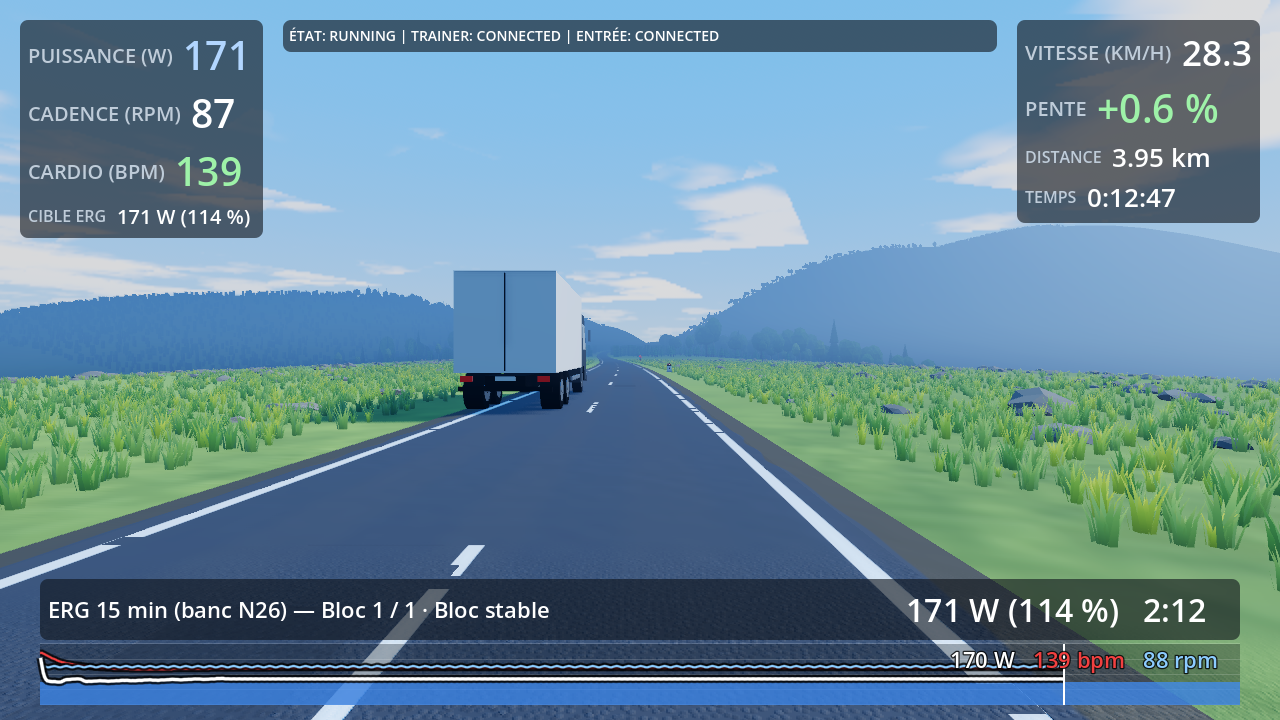 PUISSANCE (W) 171
CADENCE (RPM) 87
CARDIO (BPM) 139
CIBLE ERG 171 W (114 %)
ÉTAT: RUNNING | TRAINER: CONNECTED | ENTRÉE: CONNECTED
VITESSE (KM/H) 28.3
PENTE +0.6 %
DISTANCE 3.95 km
TEMPS 0:12:47
ERG 15 min (banc N26) — Bloc 1 / 1 · Bloc stable 171 W (114 %) 2:12
170 W 139 bpm 88 rpm